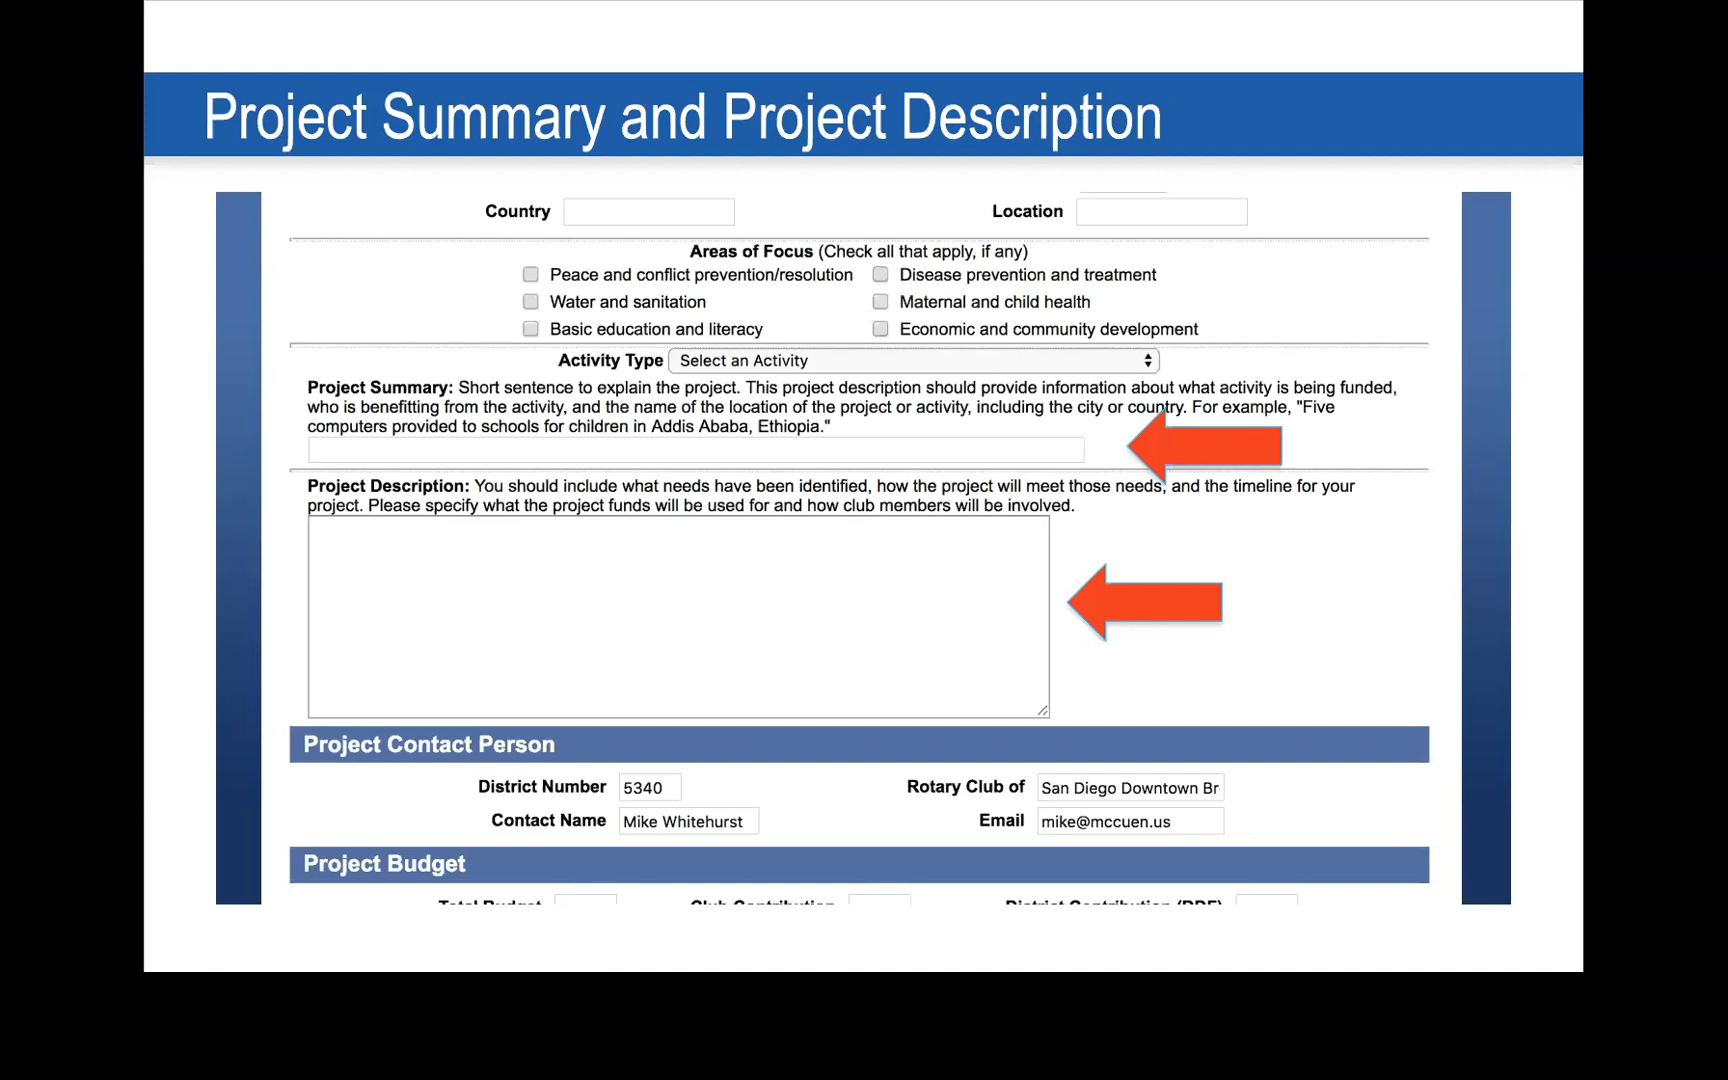 Project Summary and Project Description
Country
Location
Areas of Focus (Check all that apply, if any)
Peace and conflict prevention/resolution
Disease prevention and treatment
Water and sanitation
Maternal and child health
Basic education and literacy
Economic and community development
Activity Type
Select an Activity
Project Summary: Short sentence to explain the project. This project description should provide information about what activity is being funded,
who is benefitting from the activity, and the name of the location of the project or activity, including the city or country. For example, "Five
computers provided to schools for children in Addis Ababa, Ethiopia."
Project Description: You should include what needs have been identified, how the project will meet those needs, and the timeline for your
project. Please specify what the project funds will be used for and how club members will be involved.
Project Contact Person
District Number
5340
Rotary Club of
San Diego Downtown Br
Contact Name
Mike Whitehurst
Email
mike@mccuen.us
Project Budget
Total Budget
Club Contribution
District Contribution (DDF)